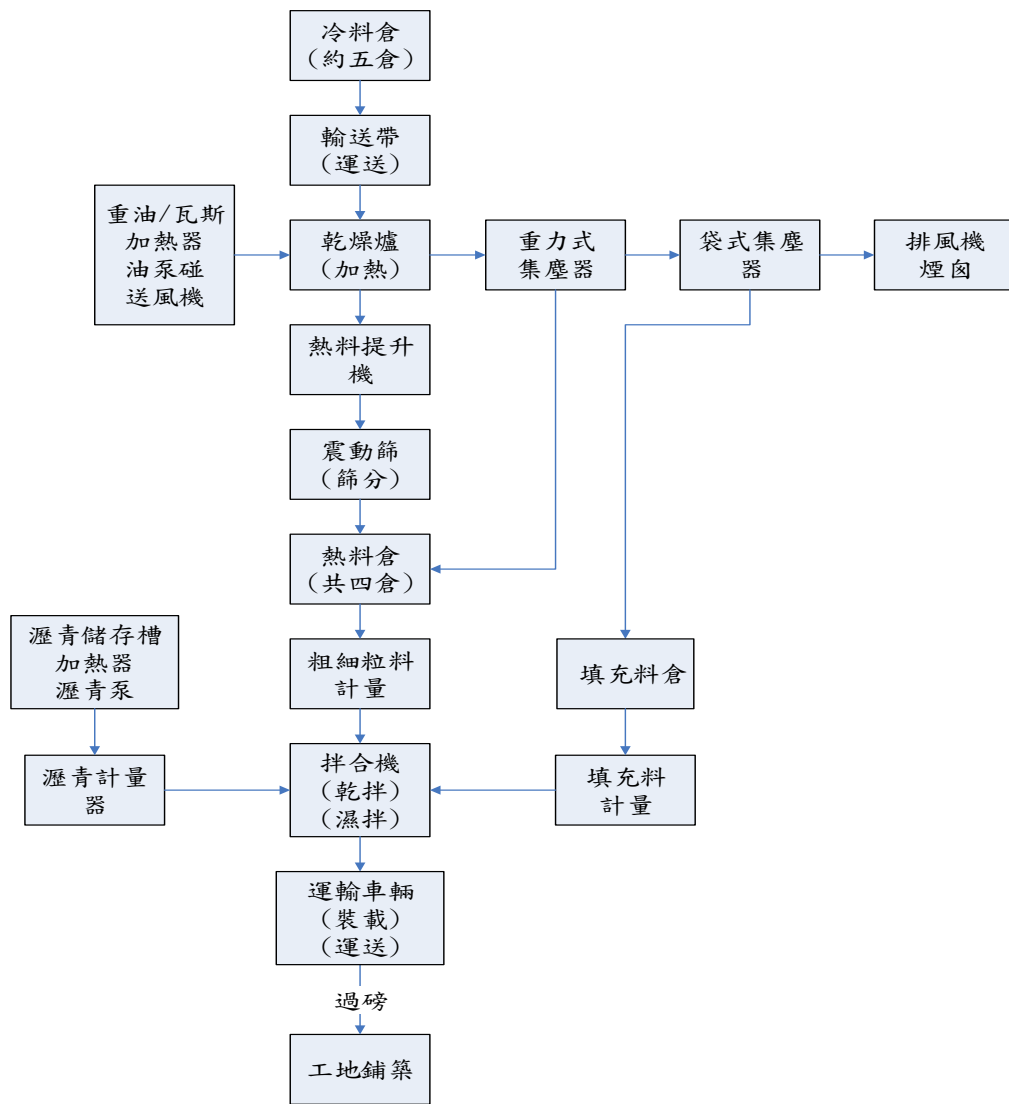 冷料倉
(約五倉)
輸送帶
(運送)
重油/瓦斯
加熱器
油泵碰
送風機
乾燥爐
(加熱)
重力式
集塵器
袋式集塵
器
排風機
煙囪
熱料提升
機
震動篩
(篩分)
熱料倉
(共四倉)
瀝青儲存槽
加熱器
瀝青泵
粗細粒料
計量
填充料倉
瀝青計量
器
拌合機
(乾拌)
(濕拌)
填充料
計量
運輸車輛
(裝載)
(運送)
過磅
工地鋪築